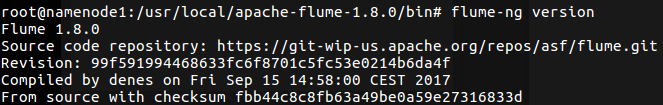 root@namenode1:/usr/local/apache-flume-1.8.0/bin# flume-ng version
Flume 1.8.0
Source code repository: https://git-wip-us.apache.org/repos/asf/flume.git
Revision: 99f591994468633fc6f8701c5fc53e0214b6da4f
Compiled by denes on Fri Sep 15 14:58:00 CEST 2017
From source with checksum fbb44c8c8fb63a49be0a59e27316833d